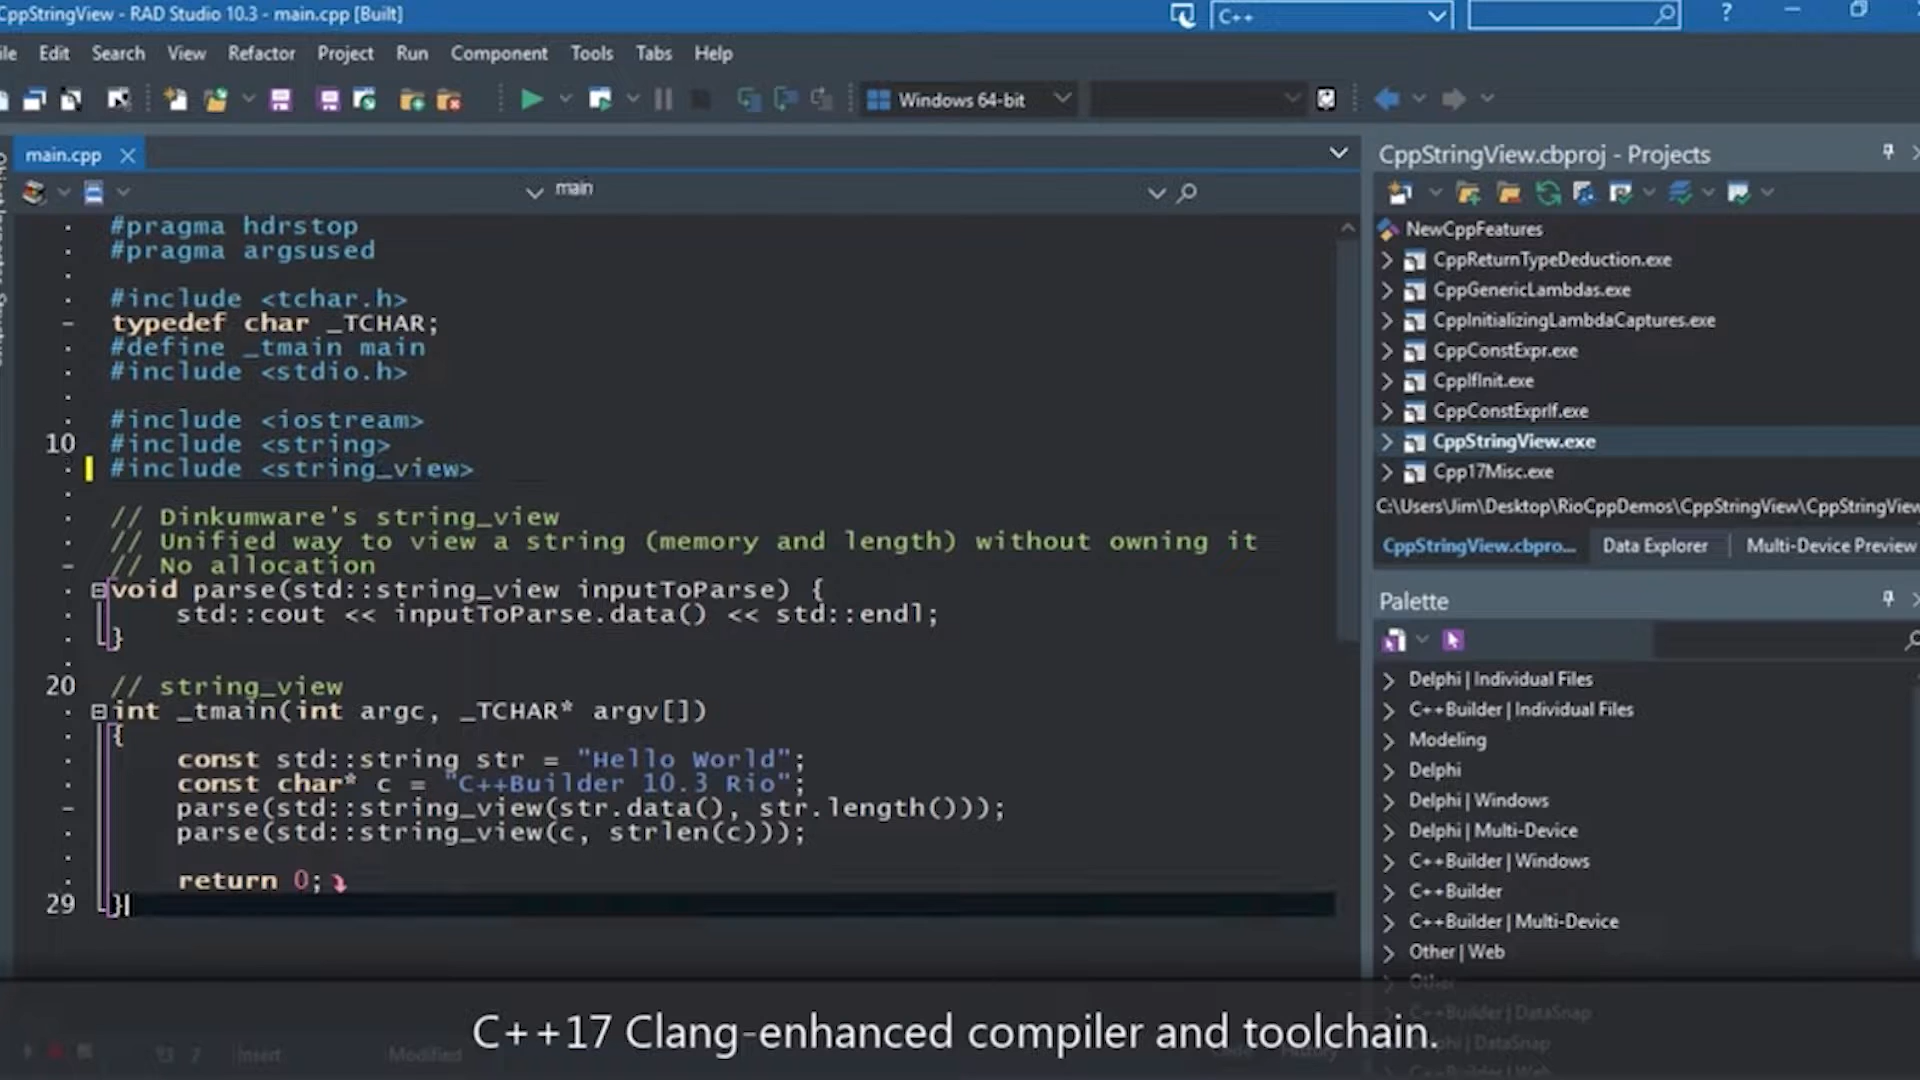 CppStringView - RAD Studio 10.3 - main.cpp [Built]
C++
?
Edit Search View Refactor Project Run Component Tools Tabs Help
Windows 64-bit
main.cpp
main
#pragma hdrstop
#pragma argsused
#include <tchar.h>
typedef char _TCHAR;
#define _tmain main
#include <stdio.h>
#include <iostream>
10 #include <string>
#include <string_view>
// Dinkumware's string_view
// Unified way to view a string (memory and length) without owning it
// No allocation
void parse(std::string_view inputToParse) {
std::cout << inputToParse.data() << std::endl;
}
20 // string_view
int _tmain(int argc, _TCHAR* argv[])
{
const std::string str = "Hello World";
const char* c = "C++Builder 10.3 Rio";
parse(std::string_view(str.data(), str.length()));
parse(std::string_view(c, strlen(c)));
return 0;
29 }
CppStringView.cbproj - Projects
NewCppFeatures
CppReturnTypeDeduction.exe
CppGenericLambdas.exe
CppInitializingLambdaCaptures.exe
CppConstExpr.exe
CppIfInit.exe
CppConstExprIf.exe
CppStringView.exe
Cpp17Misc.exe
C:\Users\Jim\Desktop\RioCppDemos\CppStringView\CppStringView
CppStringView.cbpro... Data Explorer Multi-Device Preview
Palette
Delphi | Individual Files
C++Builder | Individual Files
Modeling
Delphi
Delphi | Windows
Delphi | Multi-Device
C++Builder | Windows
C++Builder
C++Builder | Multi-Device
Other | Web
Other
C++Builder | DataSnap
Insert
Modified
C++17 Clang-enhanced compiler and toolchain.